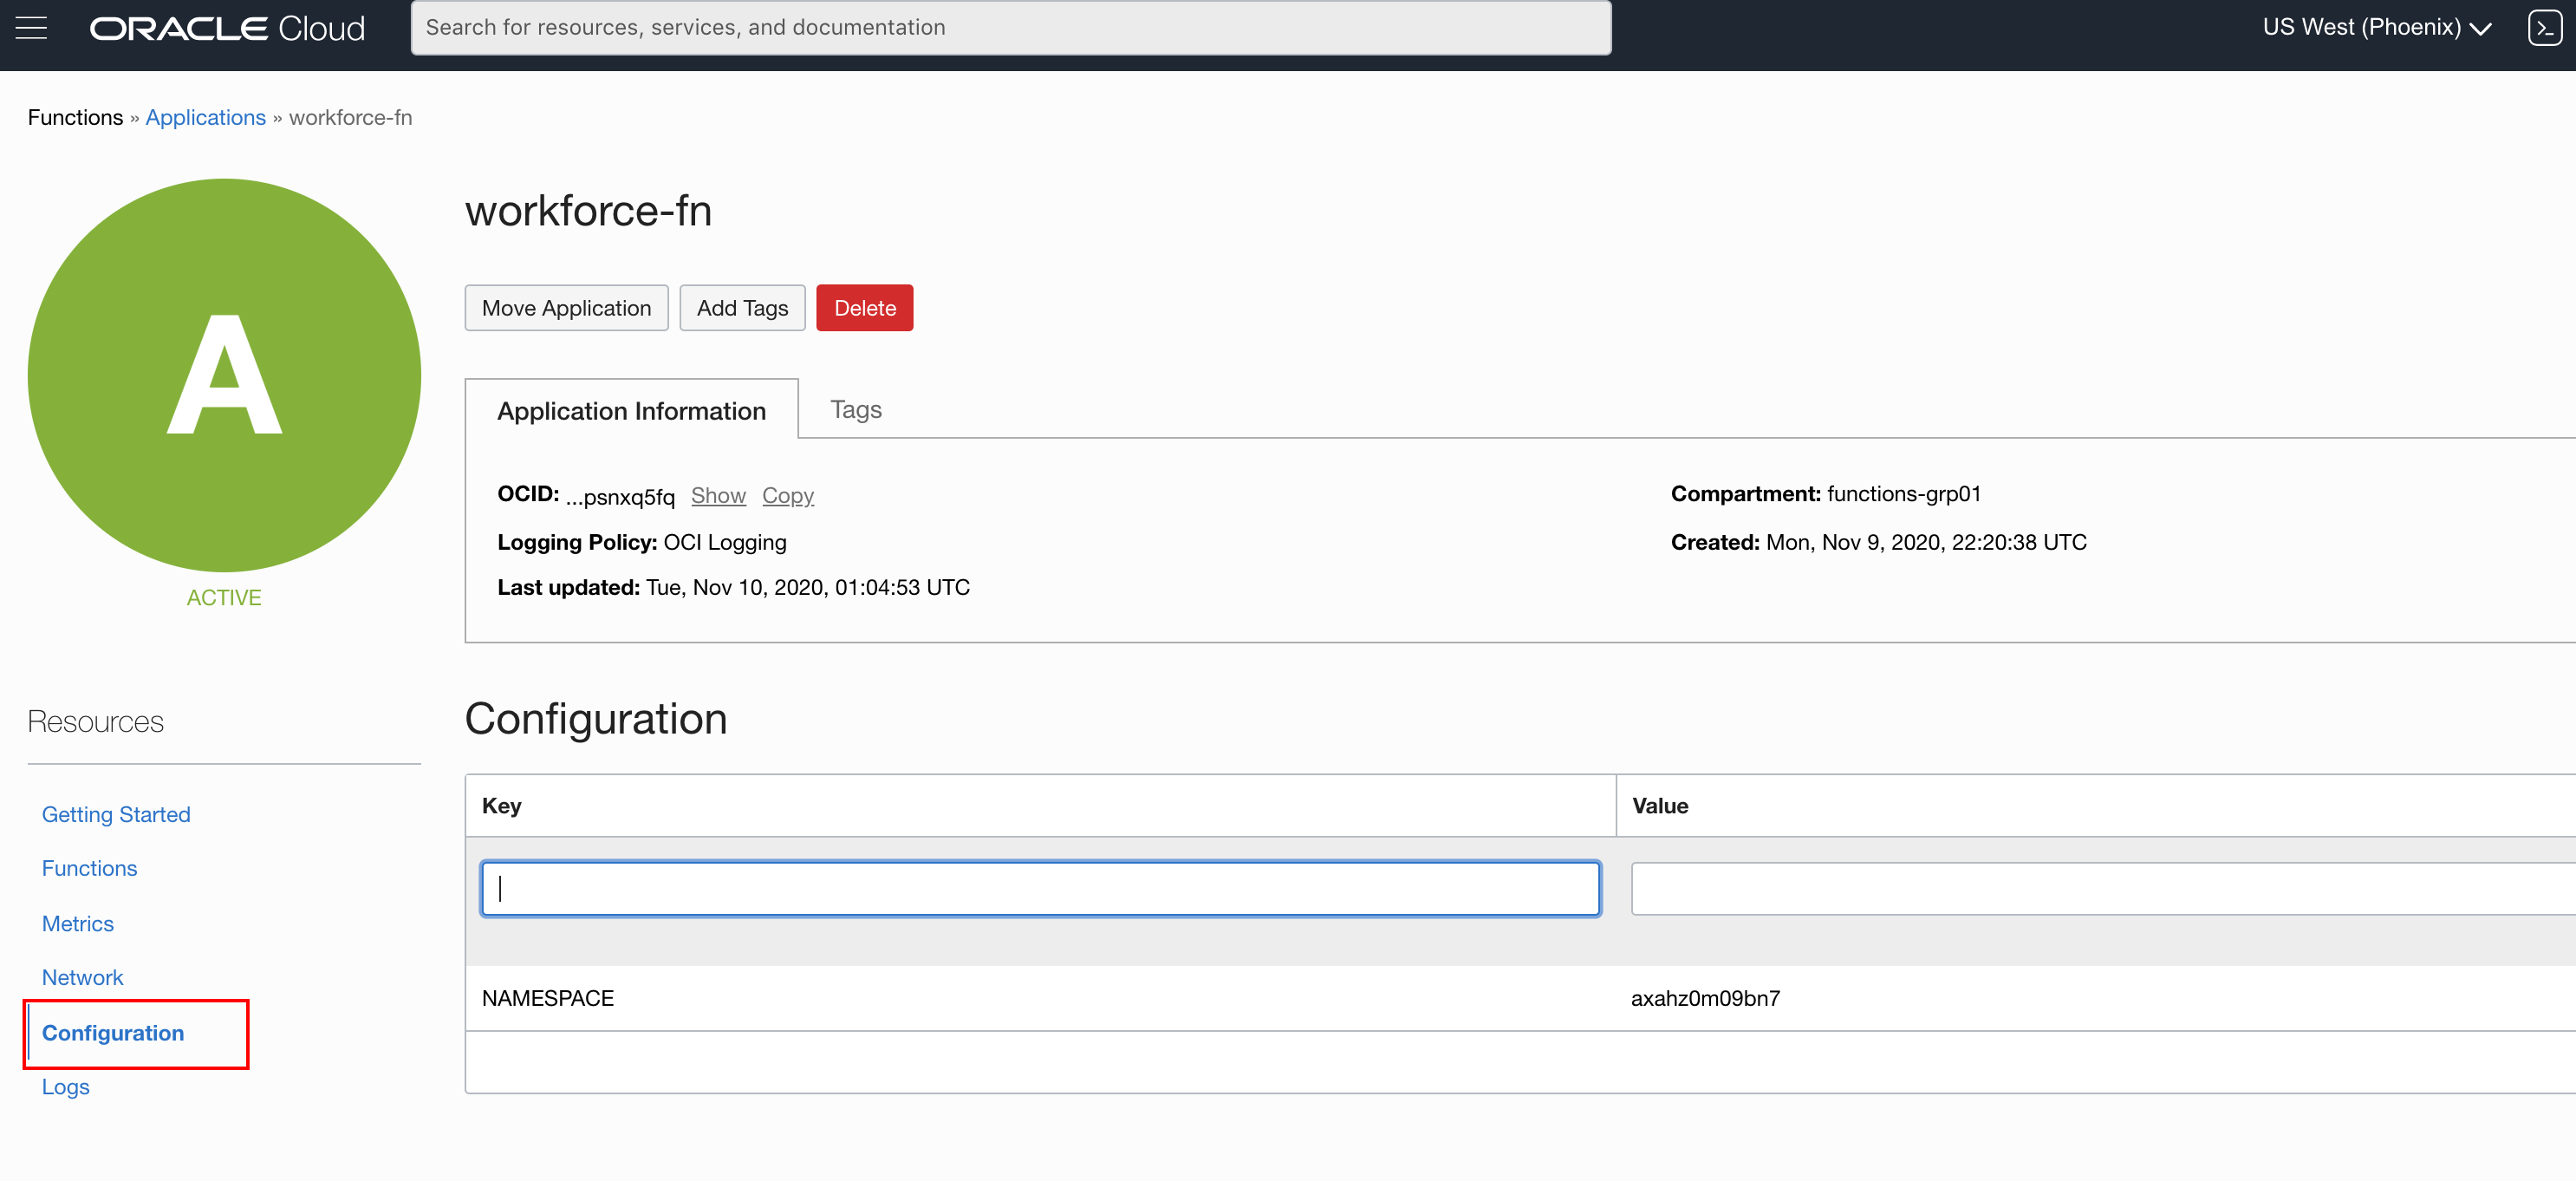 ORACLE Cloud
Search for resources, services, and documentation
US West (Phoenix)
Functions » Applications » workforce-fn
A
ACTIVE
workforce-fn
Move Application
Add Tags
Delete
Application Information
Tags
OCID: ...psnxq5fq Show Copy
Logging Policy: OCI Logging
Last updated: Tue, Nov 10, 2020, 01:04:53 UTC
Compartment: functions-grp01
Created: Mon, Nov 9, 2020, 22:20:38 UTC
Resources
Getting Started
Functions
Metrics
Network
Configuration
Logs
Configuration
Key
Value
NAMESPACE
axahz0m09bn7